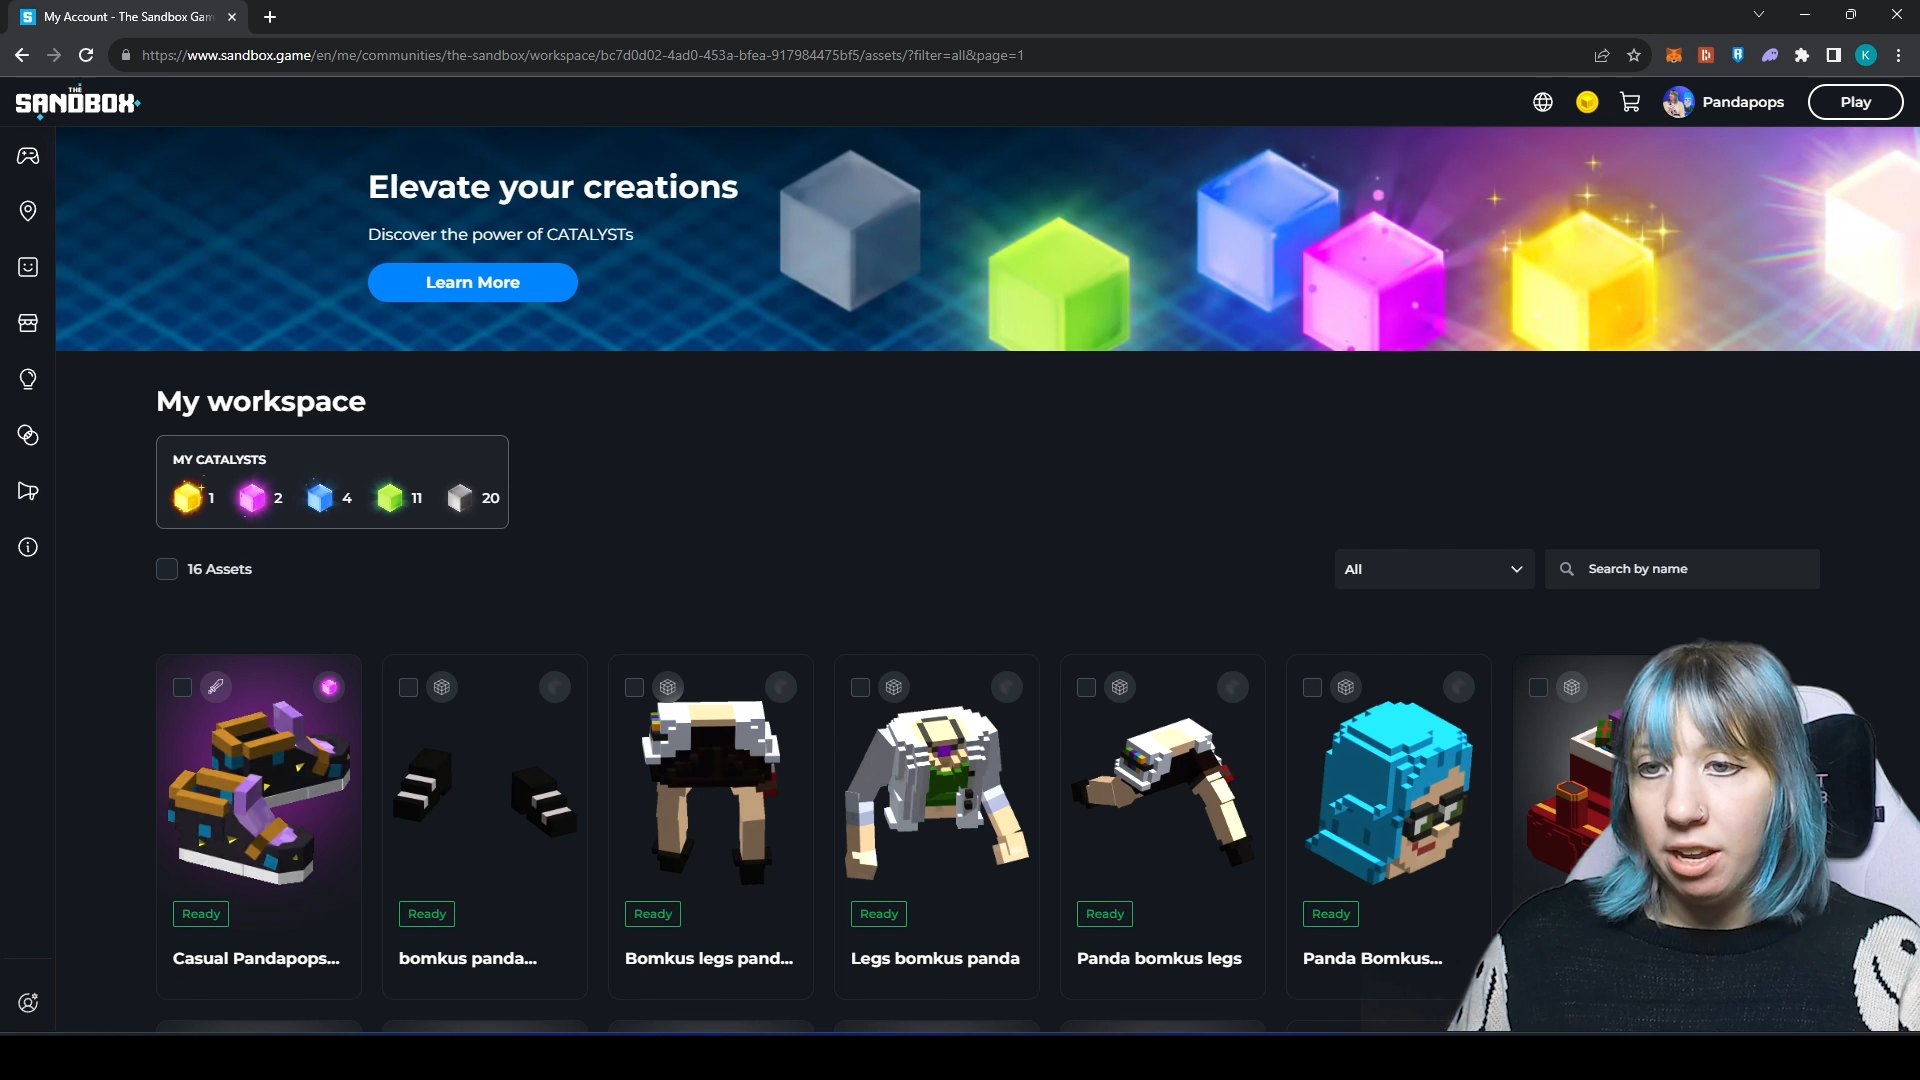 My Account - The Sandbox Gam
https://www.sandbox.game/en/me/communities/the-sandbox/workspace/bc7d0d02-4ad0-453a-bfea-917984475bf5/assets/?filter=all&page=1
K
THE SANDBOX
Pandapops
Play
Elevate your creations
Discover the power of CATALYSTs
Learn More
My workspace
MY CATALYSTS
1 2 4 11 20
16 Assets
All
Search by name
Ready Ready Ready Ready Ready Ready
Casual Pandapops... bomkus panda... Bomkus legs pand... Legs bomkus panda Panda bomkus legs Panda Bomkus...